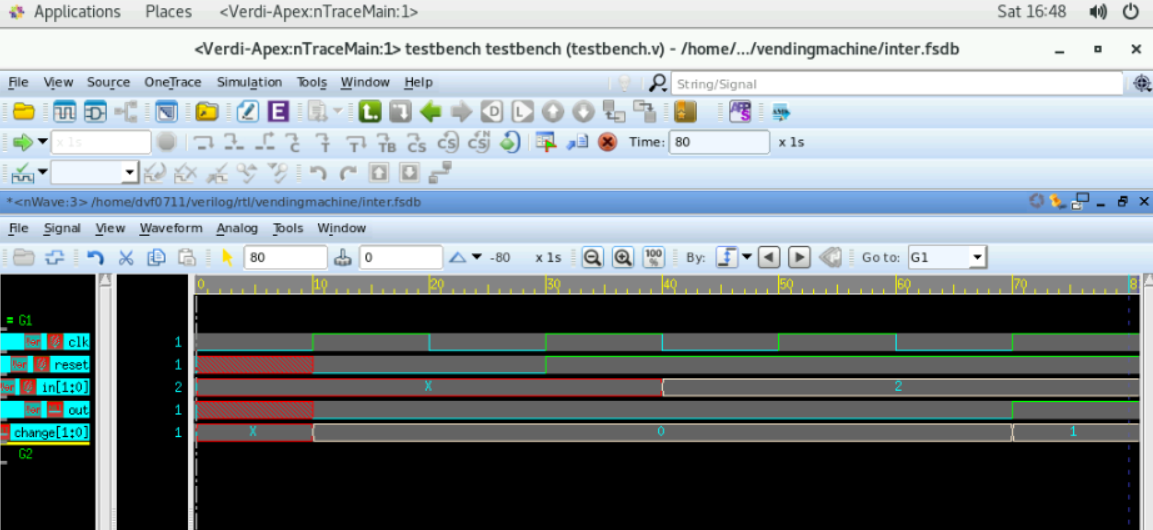 Applications Places <Verdi-Apex:nTraceMain:1> Sat 16:48
<Verdi-Apex:nTraceMain:1> testbench testbench (testbench.v) - /home/.../vendingmachine/inter.fsdb
File View Source OneTrace Simulation Tools Window Help String/Signal
x 1s Time: 80 x 1s
*<nWave:3> /home/dvf0711/verilog/rtl/vendingmachine/inter.fsdb
File Signal View Waveform Analog Tools Window
80 0 -80 x 1s 100 % By: Go to: G1
0 10 20 30 40 50 60 70 8
= G1
clk 1
reset 1
in[1:0] 2 X 2
out 1
change[1:0] 1 X 0 1
G2